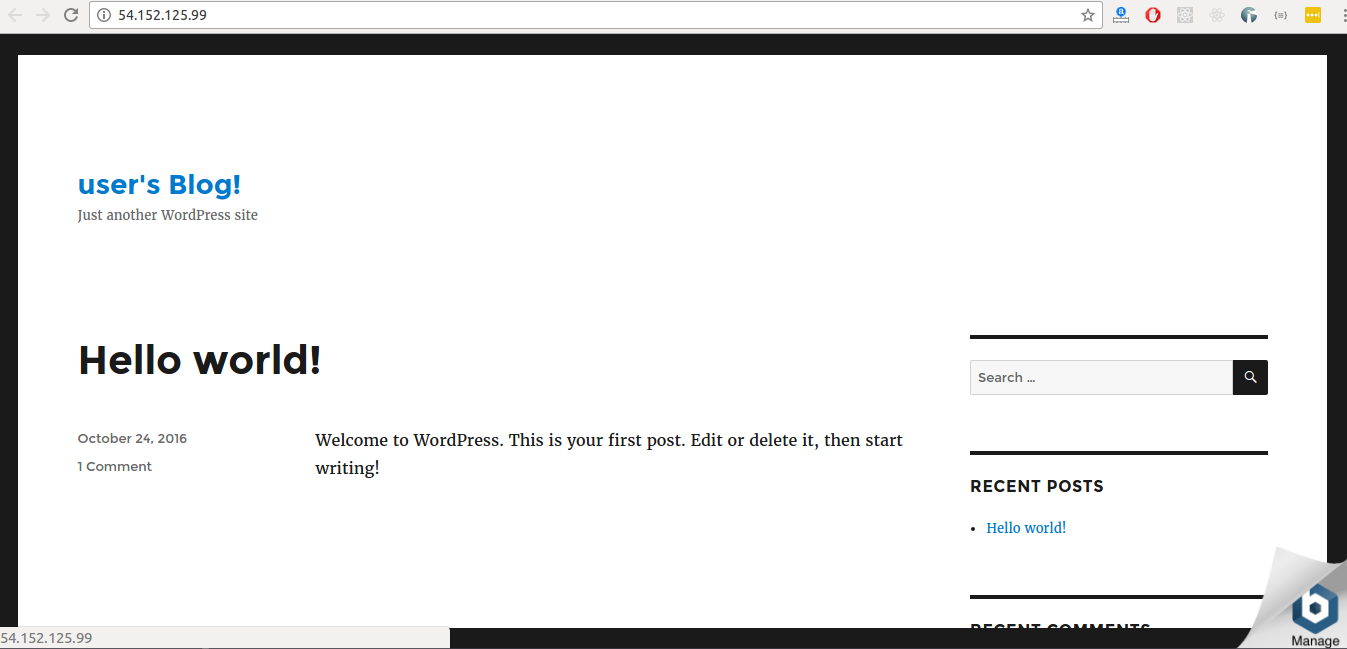 54.152.125.99
user's Blog!
Just another WordPress site
Hello world!
October 24, 2016
1 Comment
Welcome to WordPress. This is your first post. Edit or delete it, then start
writing!
Search …
RECENT POSTS
Hello world!
RECENT COMMENTS
Manage
54.152.125.99